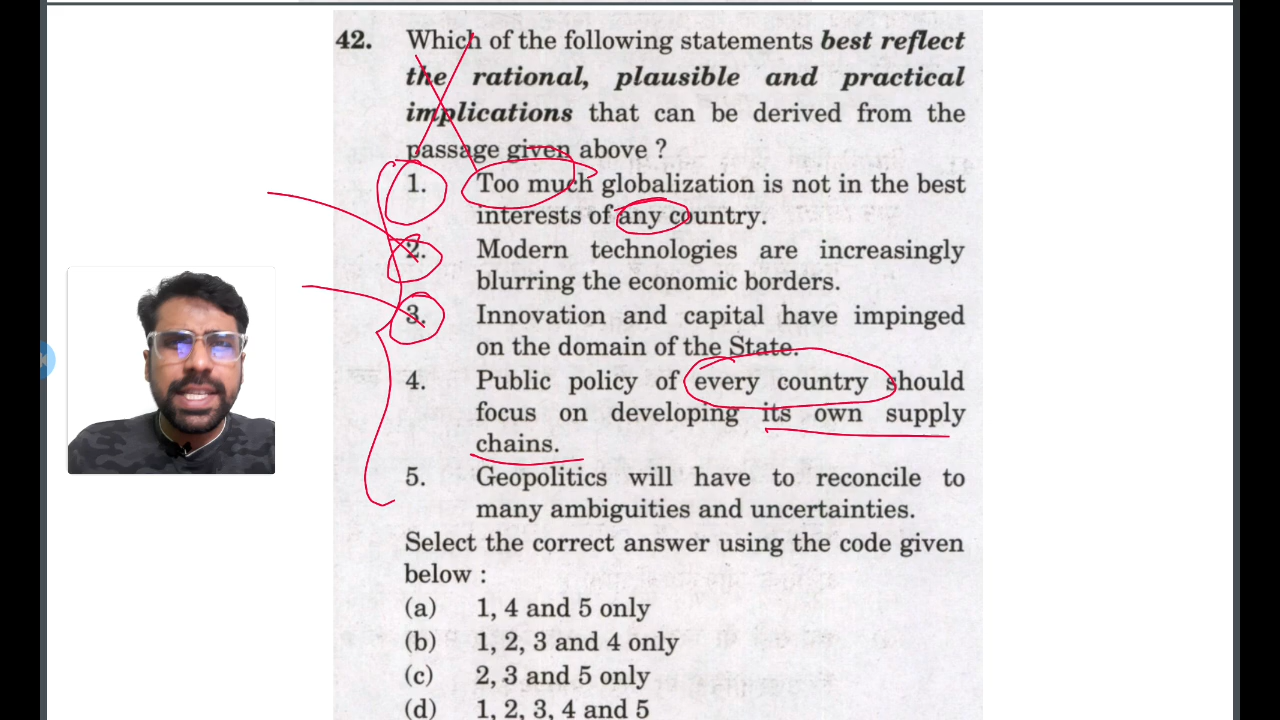 42. Which of the following statements best reflect
the rational, plausible and practical
implications that can be derived from the
passage given above ?
1. Too much globalization is not in the best
interests of any country.
2. Modern technologies are increasingly
blurring the economic borders.
3. Innovation and capital have impinged
on the domain of the State.
4. Public policy of every country should
focus on developing its own supply
chains.
5. Geopolitics will have to reconcile to
many ambiguities and uncertainties.
Select the correct answer using the code given
below :
(a) 1, 4 and 5 only
(b) 1, 2, 3 and 4 only
(c) 2, 3 and 5 only
(d) 1, 2, 3, 4 and 5